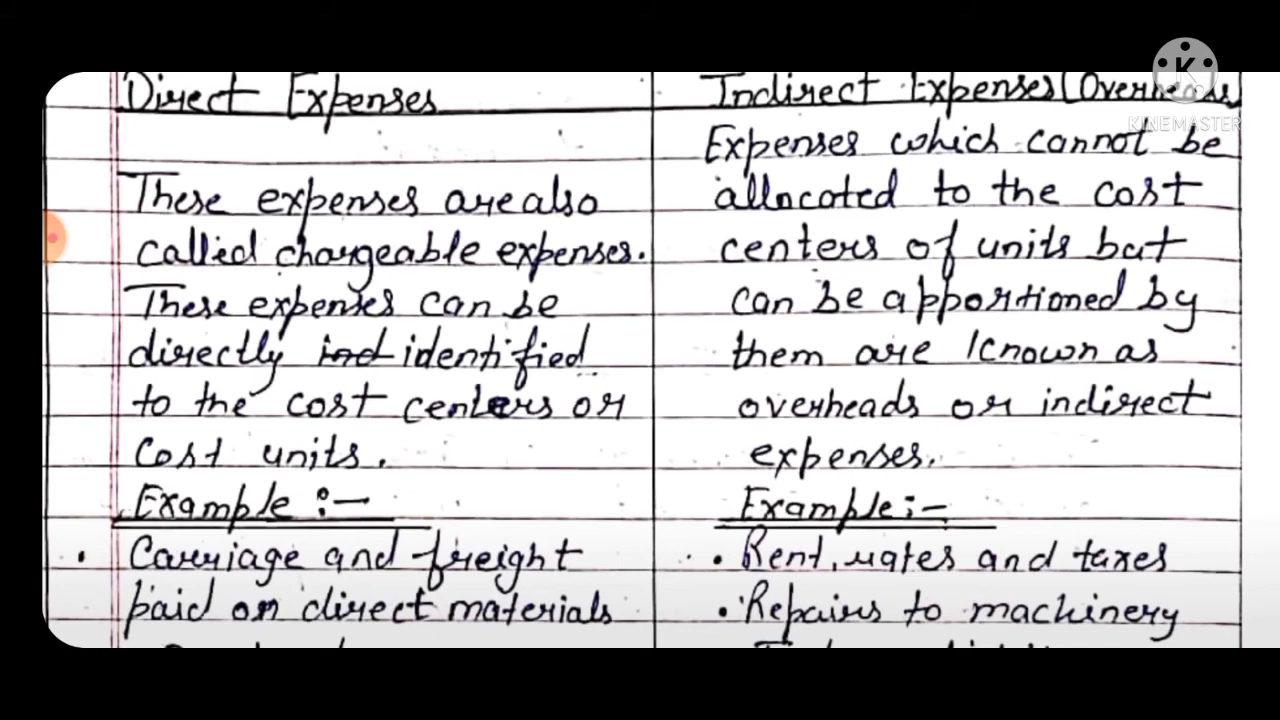 Direct Expenses
These expenses are also
called chargeable expenses.
These expenses can be
directly ind identified
to the cost centers or
cost units.
Example :-
• Carriage and freight
paid on direct materials
Indirect Expenses (Overheads)
Expenses which cannot be
allocated to the cost
centers of units but
can be apportioned by
them are known as
overheads or indirect
expenses.
Example :-
• Rent, rates and taxes
• Repairs to machinery
K
KINEMASTER